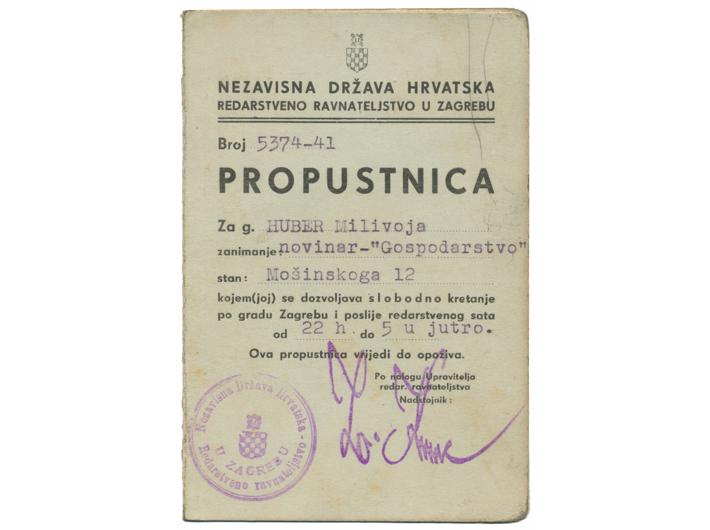 NEZAVISNA DRŽAVA HRVATSKA
REDARSTVENO RAVNATELJSTVO U ZAGREBU
Broj 5374-41
PROPUSTNICA
Za g. HUBER Milivoja
zanimanje: novinar-"Gospodarstvo"
stan: Mošinskoga 12
kojem(joj) se dozvoljava slobodno kretanje
po gradu Zagrebu i poslije redarstvenog sata
od 22 h. do 5 u jutro.
Ova propustnica vrijedi do opoziva.
Po nalogu Upravitelja
redar. ravnateljstva
Nadstojnik:
Nezavisna Država Hrvatska -
Redarstveno ravnateljstvo -
U ZAGREBU